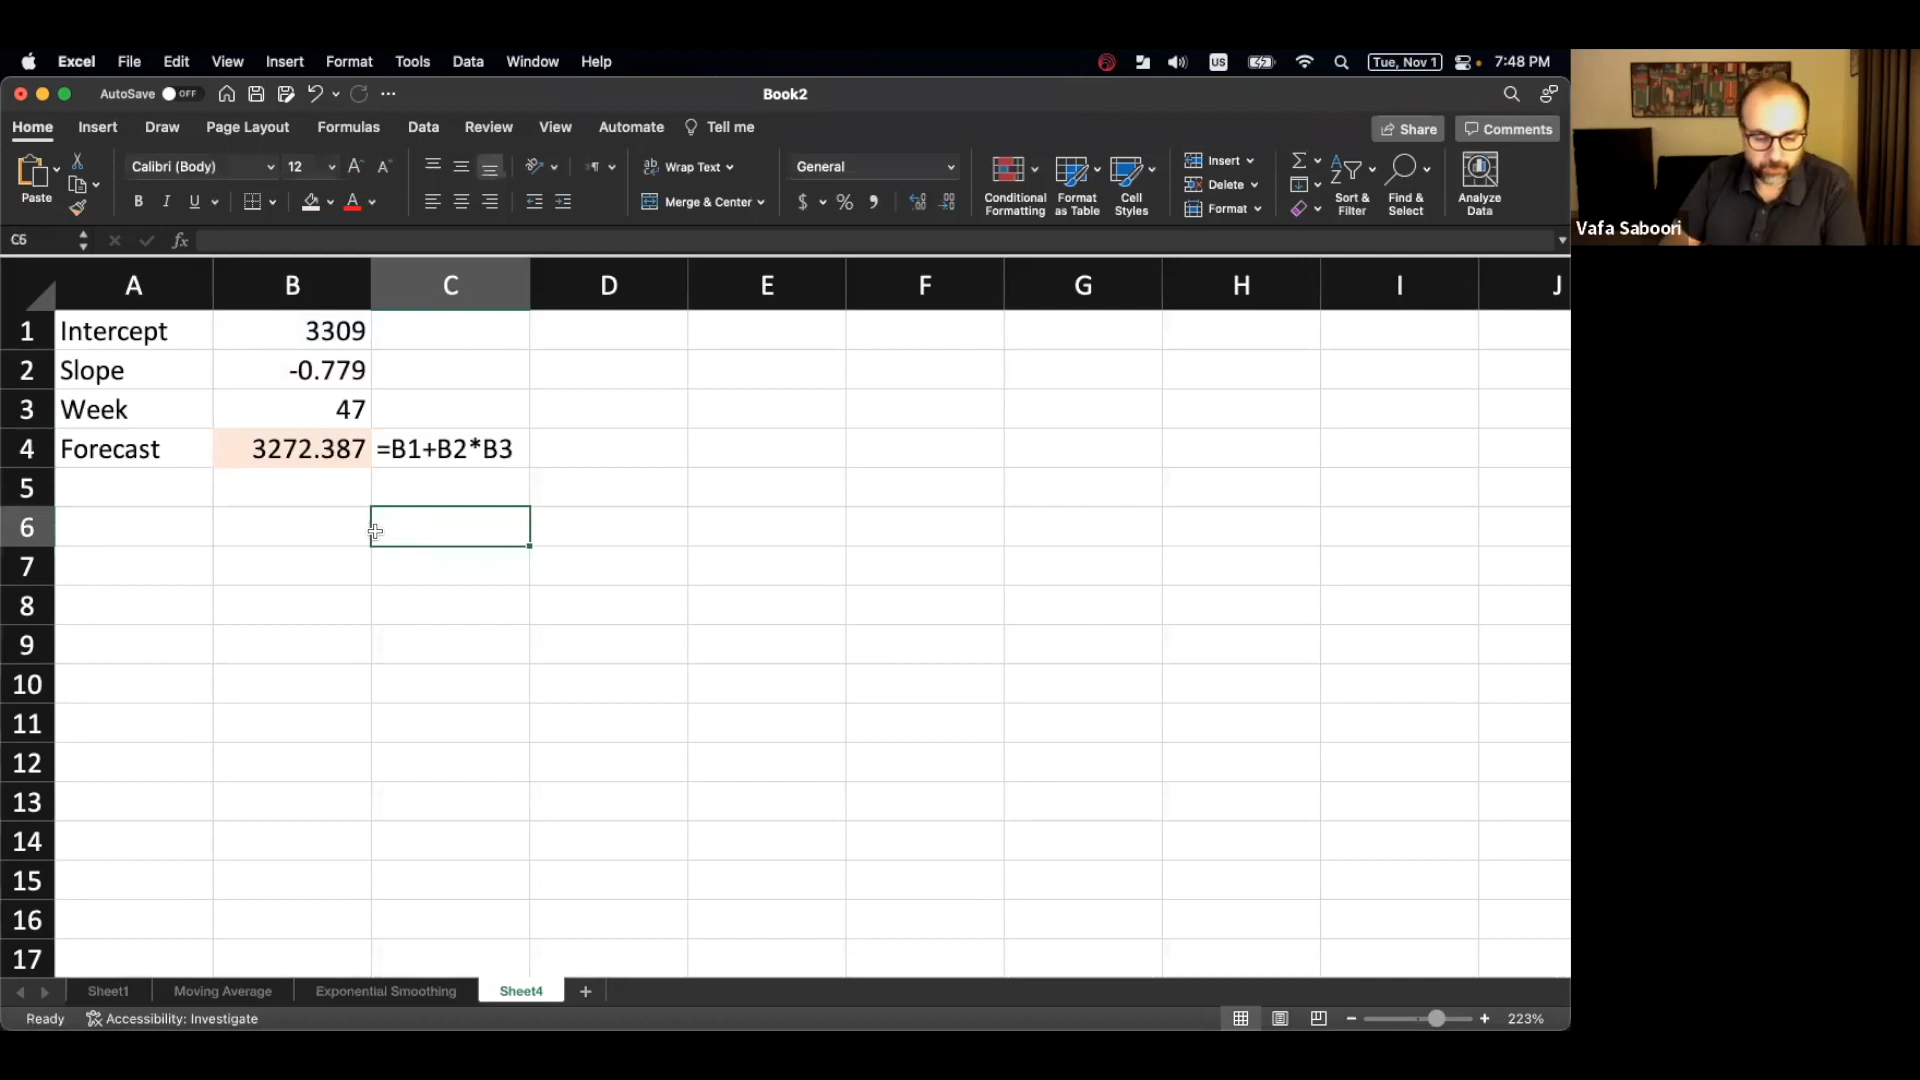 Excel File Edit View Insert Format Tools Data Window Help US Tue, Nov 1 7:48 PM
AutoSave OFF Book2
Home Insert Draw Page Layout Formulas Data Review View Automate Tell me Share Comments
Paste Calibri (Body) 12 A A ab Wrap Text General Insert Delete Format
B I U A Merge & Center $ % Conditional Formatting Format as Table Cell Styles Sort & Filter Find & Select Analyze Data
Vafa Saboori
C6 fx
A B C D E F G H I J
1 Intercept 3309
2 Slope -0.779
3 Week 47
4 Forecast 3272.387 =B1+B2*B3
5
6
7
8
9
10
11
12
13
14
15
16
17
Sheet1 Moving Average Exponential Smoothing Sheet4 +
Ready Accessibility: Investigate 223%